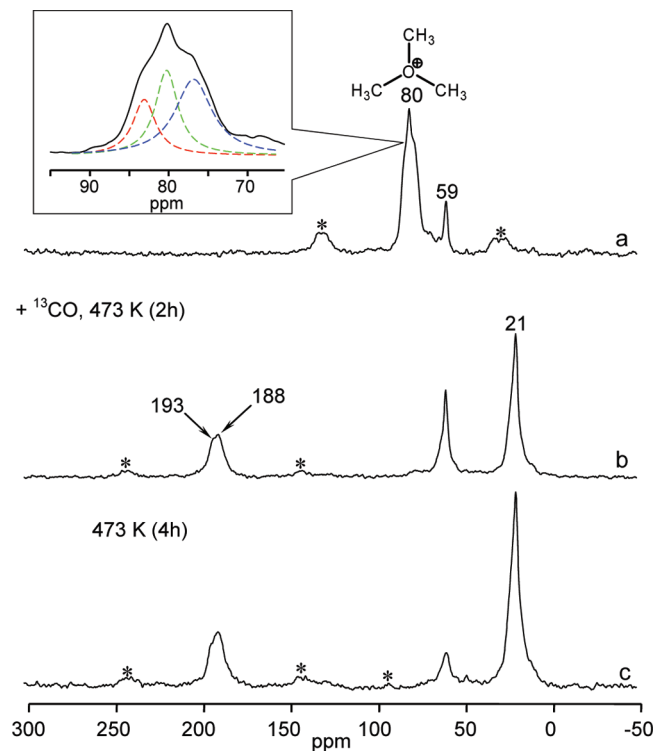 CH₃
O⊕
H₃C CH₃
80
90 80 70
ppm
59
*
*
a
+ ¹³CO, 473 K (2h)
21
193 188
*
*
b
473 K (4h)
*
*
*
c
300 250 200 150 100 50 0 -50
ppm